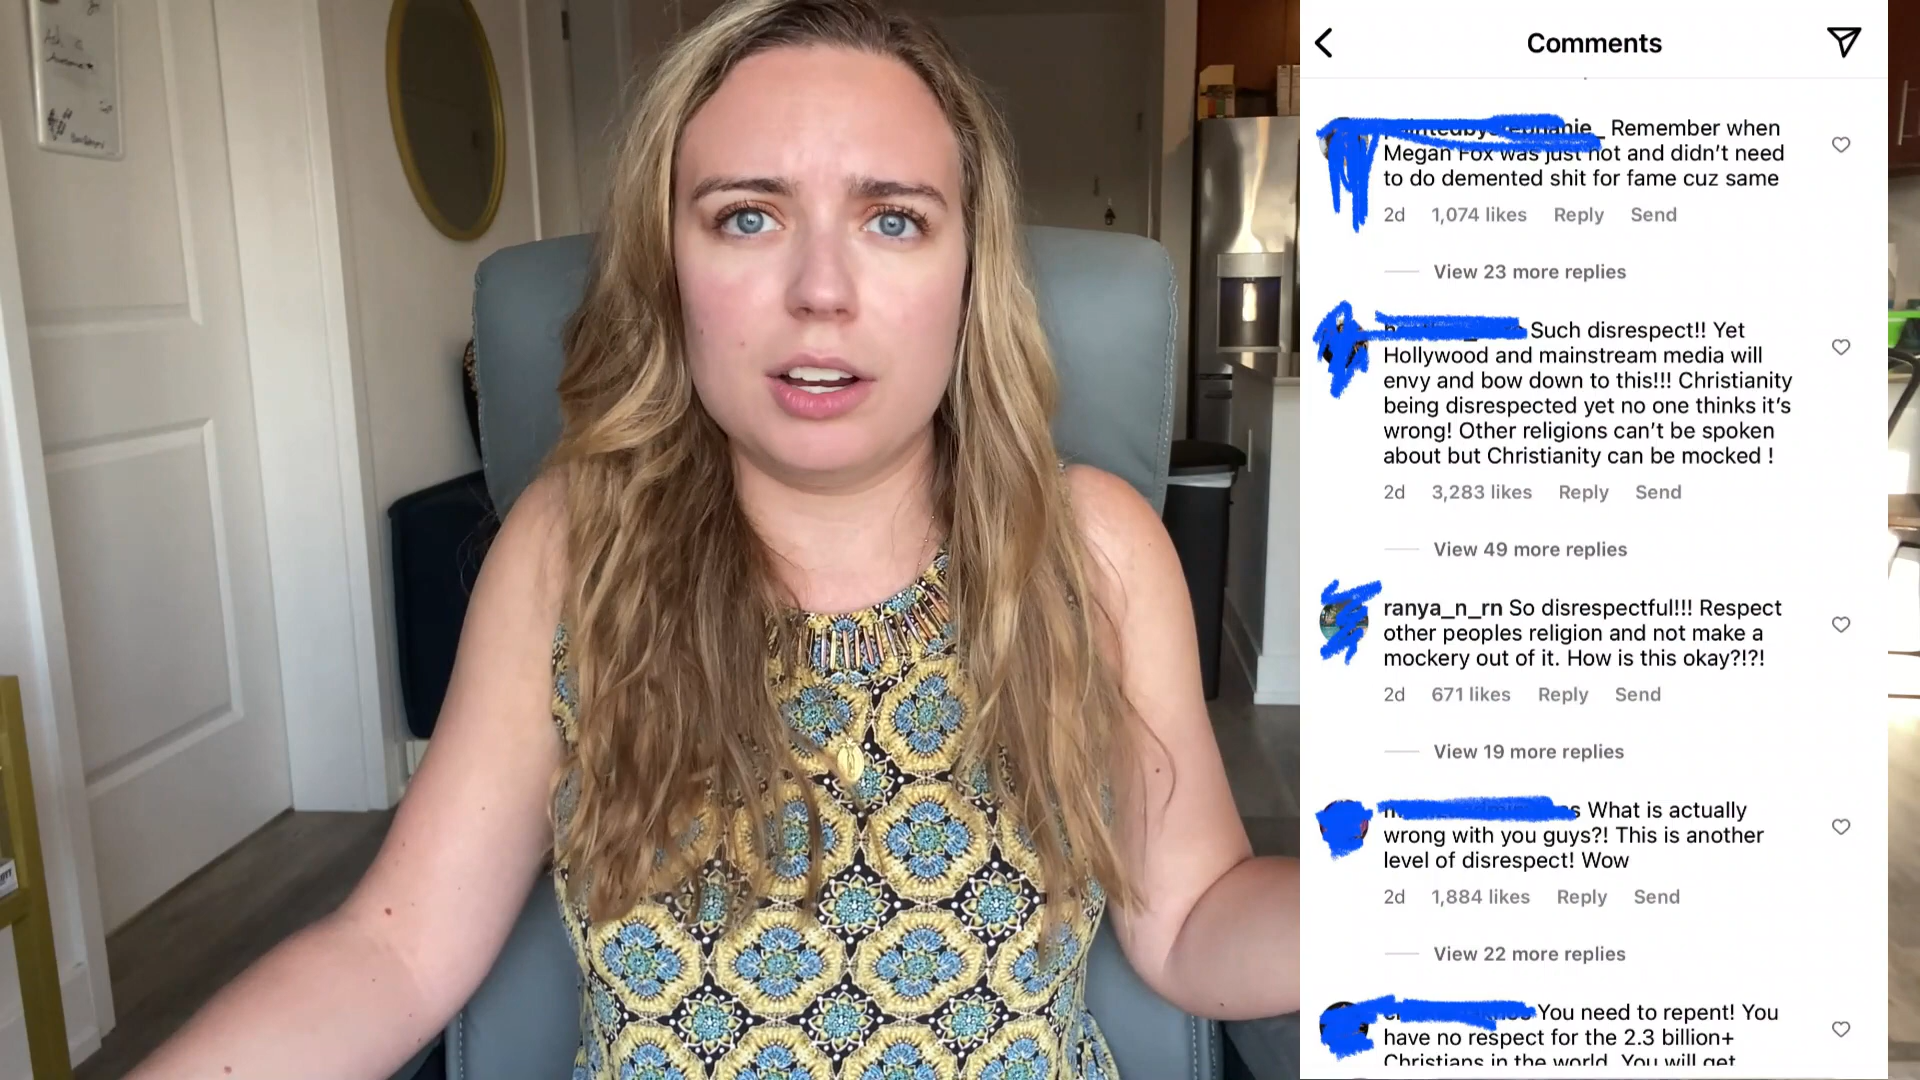 Comments
Remember when
Megan Fox was just hot and didn't need
to do demented shit for fame cuz same
2d 1,074 likes Reply Send
View 23 more replies
Such disrespect!! Yet
Hollywood and mainstream media will
envy and bow down to this!!! Christianity
being disrespected yet no one thinks it's
wrong! Other religions can't be spoken
about but Christianity can be mocked !
2d 3,283 likes Reply Send
View 49 more replies
ranya_n_rn So disrespectful!!! Respect
other peoples religion and not make a
mockery out of it. How is this okay?!?!
2d 671 likes Reply Send
View 19 more replies
What is actually
wrong with you guys?! This is another
level of disrespect! Wow
2d 1,884 likes Reply Send
View 22 more replies
You need to repent! You
have no respect for the 2.3 billion+
Christians in the world. You will get